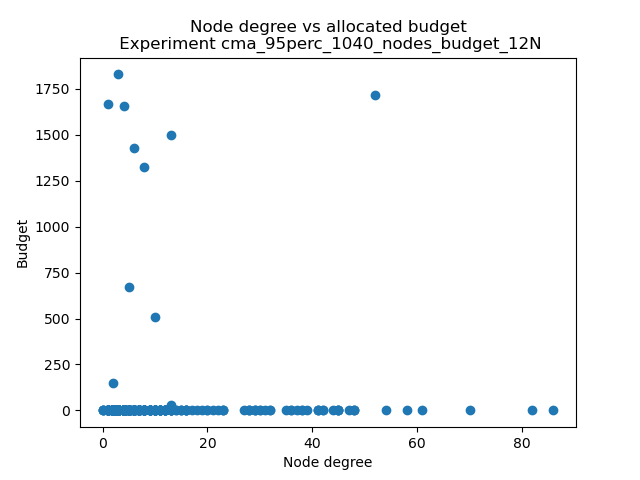 Node degree vs allocated budget
Experiment cma_95perc_1040_nodes_budget_12N
1750
1500
1250
1000
750
500
250
0
Budget
0 20 40 60 80
Node degree